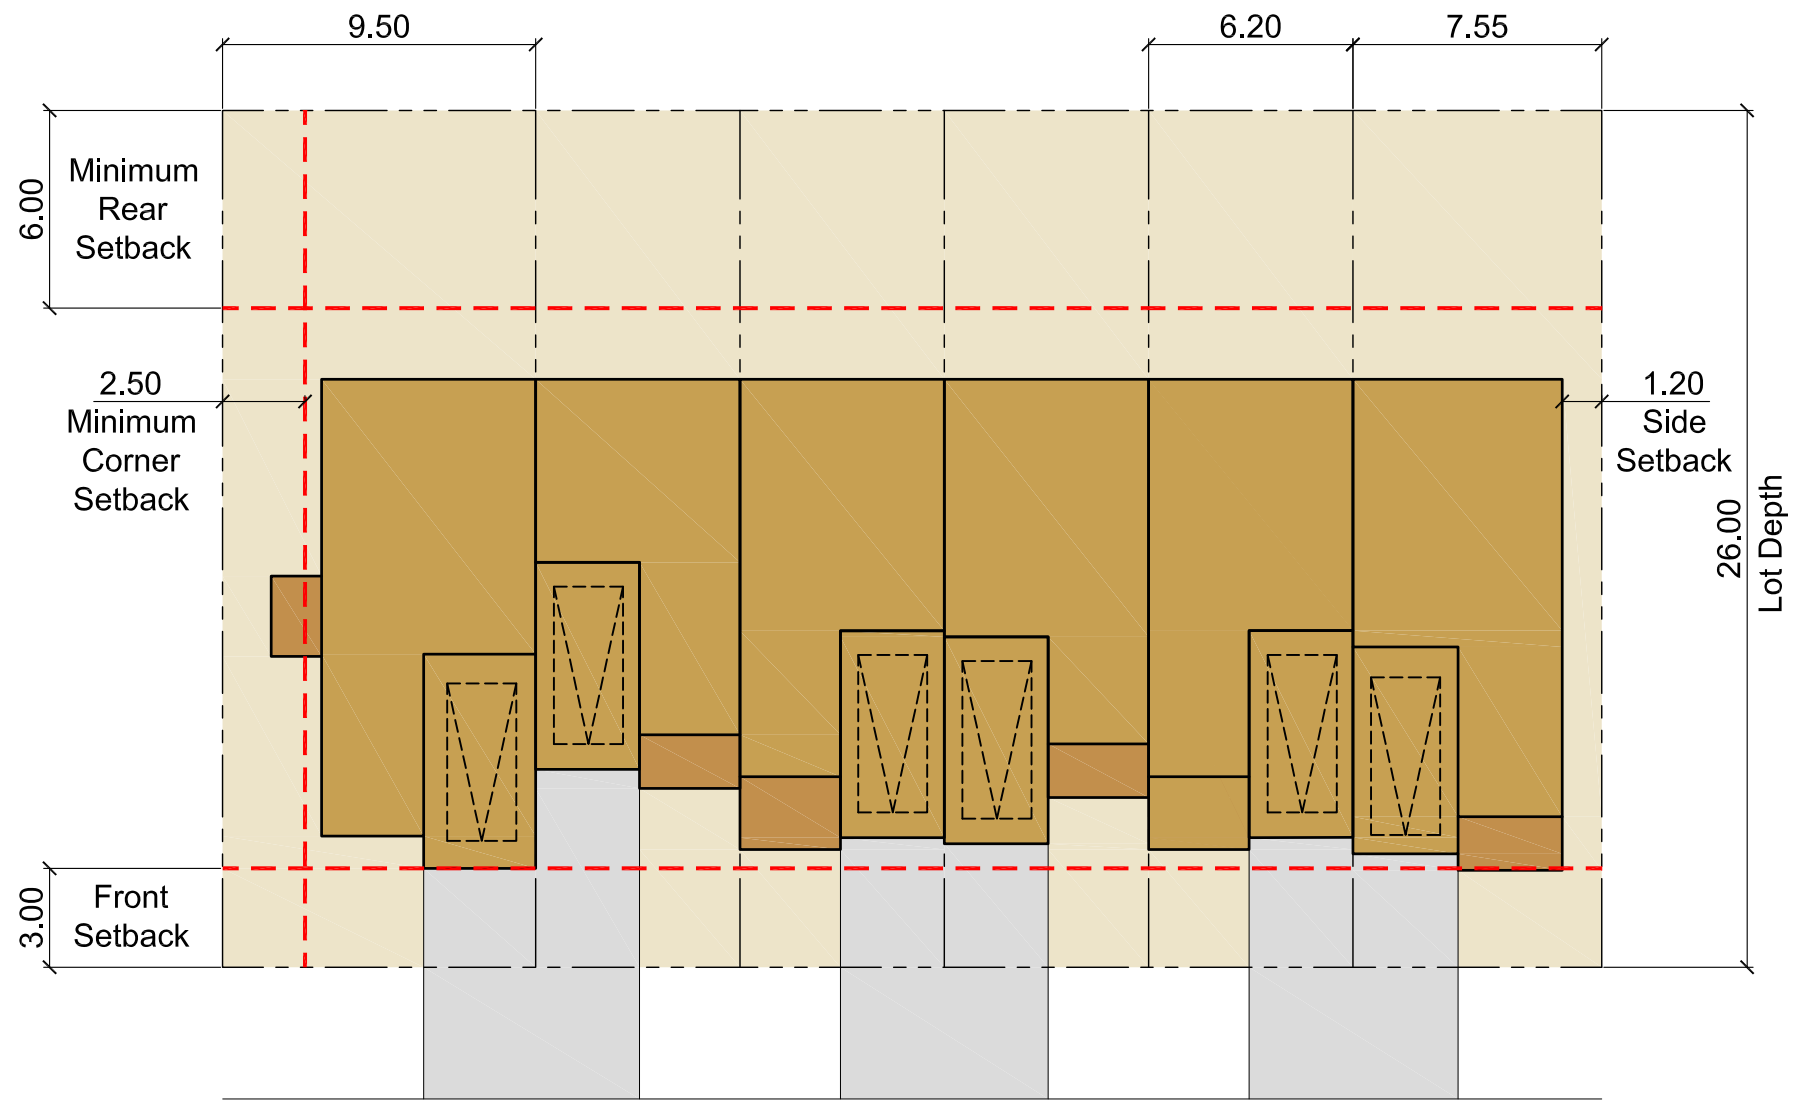 9.50
6.20
7.55
6.00
Minimum
Rear
Setback
2.50
Minimum
Corner
Setback
1.20
Side
Setback
26.00
Lot Depth
3.00
Front
Setback